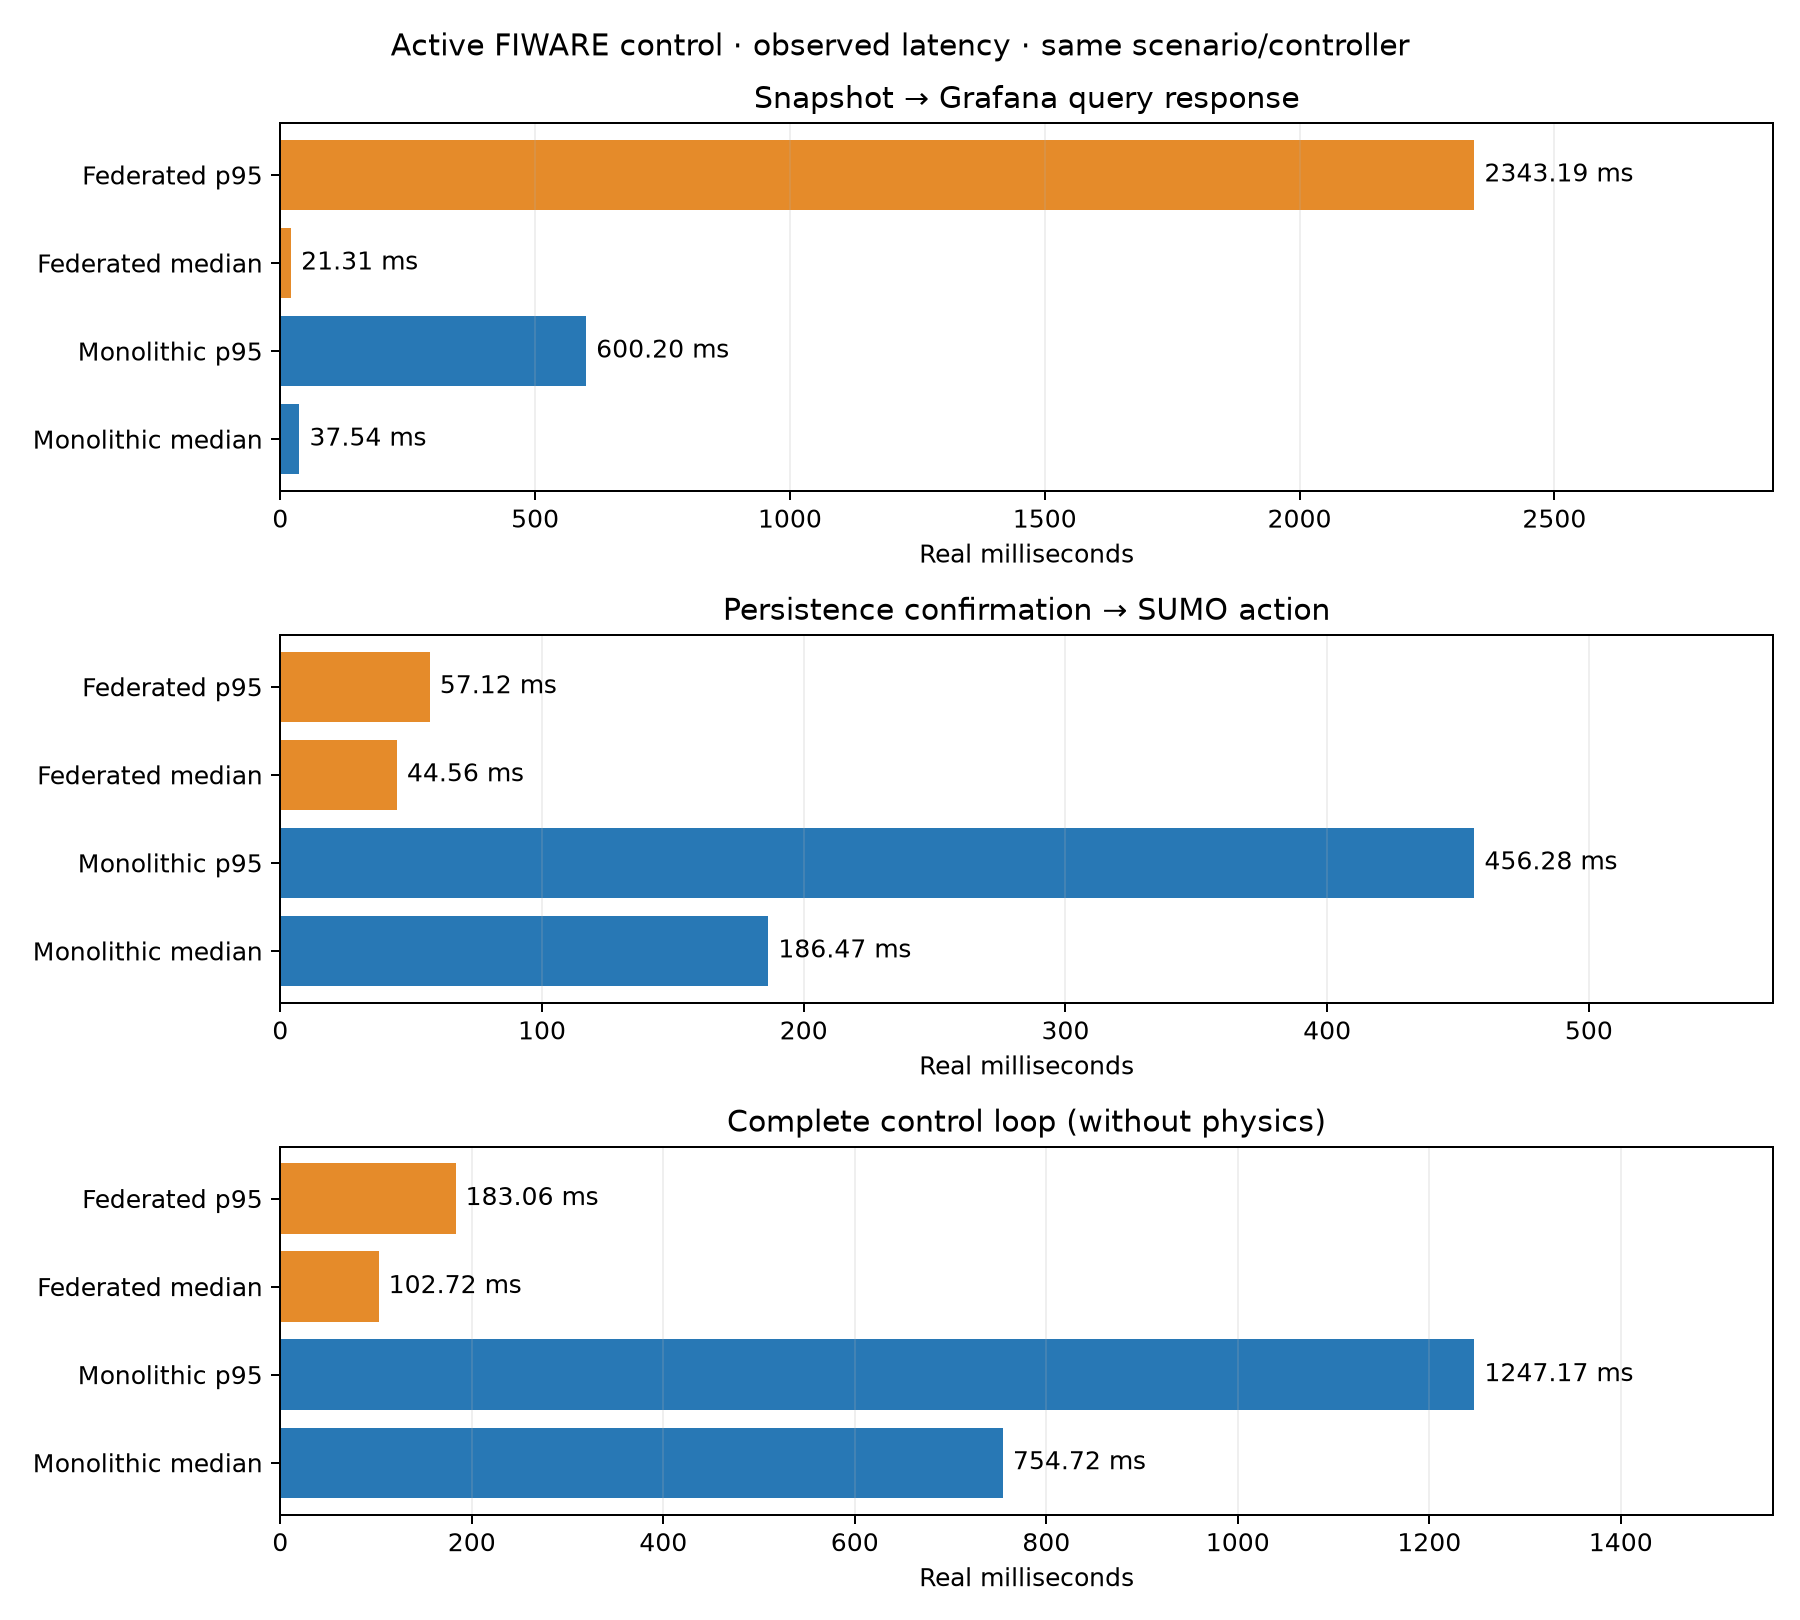 Active FIWARE control · observed latency · same scenario/controller
Snapshot → Grafana query response
Federated p95
2343.19 ms
Federated median
21.31 ms
Monolithic p95
600.20 ms
Monolithic median
37.54 ms
0 500 1000 1500 2000 2500
Real milliseconds
Persistence confirmation → SUMO action
Federated p95
57.12 ms
Federated median
44.56 ms
Monolithic p95
456.28 ms
Monolithic median
186.47 ms
0 100 200 300 400 500
Real milliseconds
Complete control loop (without physics)
Federated p95
183.06 ms
Federated median
102.72 ms
Monolithic p95
1247.17 ms
Monolithic median
754.72 ms
0 200 400 600 800 1000 1200 1400
Real milliseconds